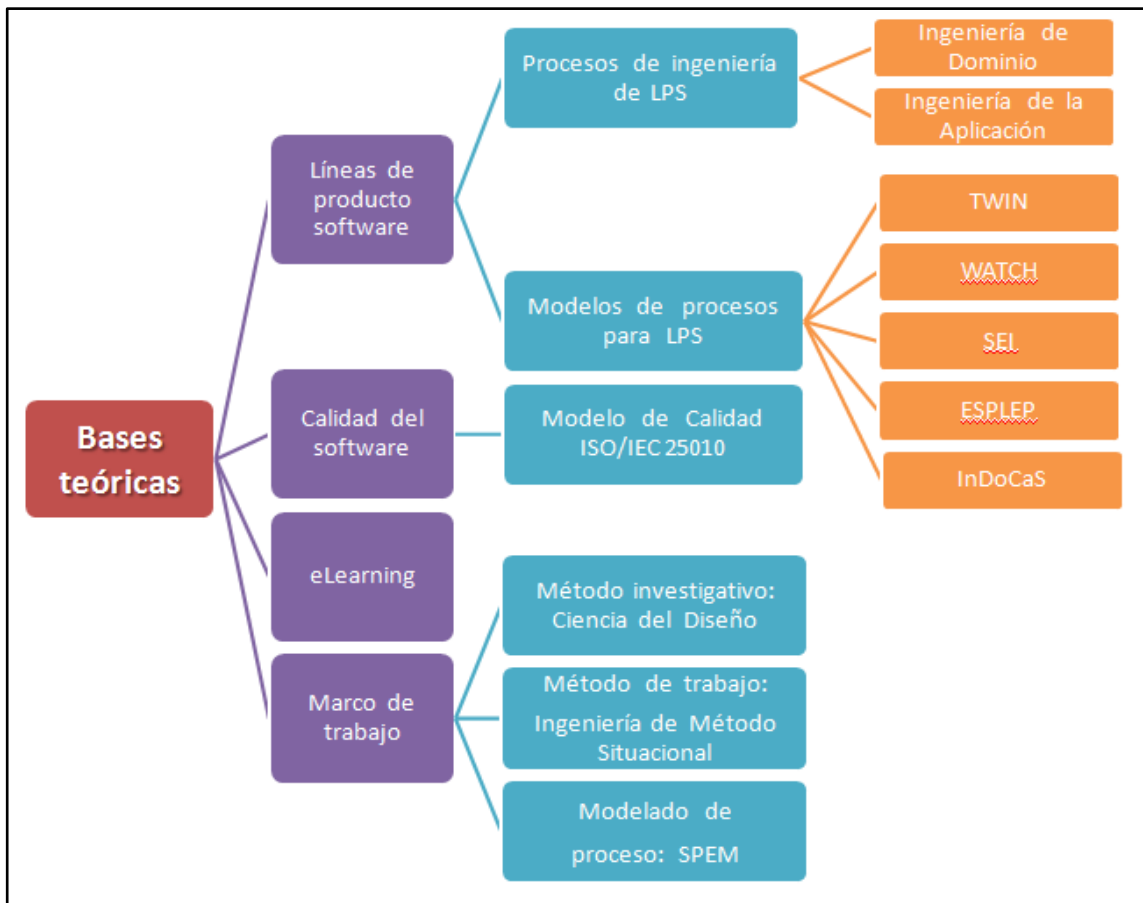 Bases
teóricas
Líneas de
producto
software
Procesos de ingeniería
de LPS
Ingeniería de
Dominio
Ingeniería de la
Aplicación
Modelos de procesos
para LPS
TWIN
WATCH
SEI
ESPLEP
InDoCaS
Calidad del
software
Modelo de Calidad
ISO/IEC 25010
eLearning
Marco de
trabajo
Método investigativo:
Ciencia del Diseño
Método de trabajo:
Ingeniería de Método
Situacional
Modelado de
proceso: SPEM